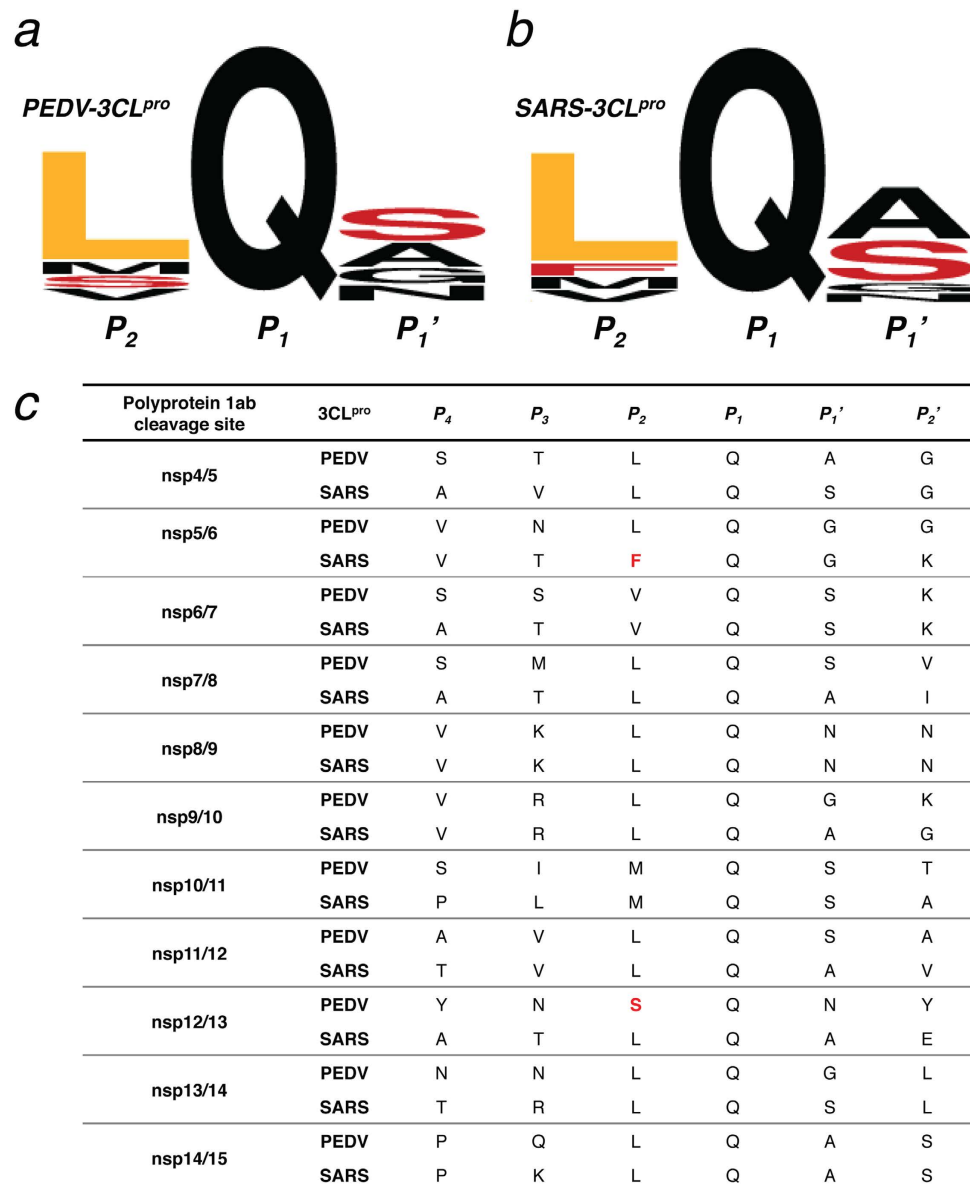 a
b
PEDV-3CLpro
SARS-3CLpro
L Q S
M A
S G
V N
L Q A
F S
M G
V N
P2 P1 P1’
P2 P1 P1’
c
Polyprotein 1ab cleavage site 3CLpro P4 P3 P2 P1 P1’ P2’
nsp4/5
PEDV S T L Q A G
SARS A V L Q S G
nsp5/6
PEDV V N L Q G G
SARS V T F Q G K
nsp6/7
PEDV S S V Q S K
SARS A T V Q S K
nsp7/8
PEDV S M L Q S V
SARS A T L Q A I
nsp8/9
PEDV V K L Q N N
SARS V K L Q N N
nsp9/10
PEDV V R L Q G K
SARS V R L Q A G
nsp10/11
PEDV S I M Q S T
SARS P L M Q S A
nsp11/12
PEDV A V L Q S A
SARS T V L Q A V
nsp12/13
PEDV Y N S Q N Y
SARS A T L Q A E
nsp13/14
PEDV N N L Q G L
SARS T R L Q S L
nsp14/15
PEDV P Q L Q A S
SARS P K L Q A S